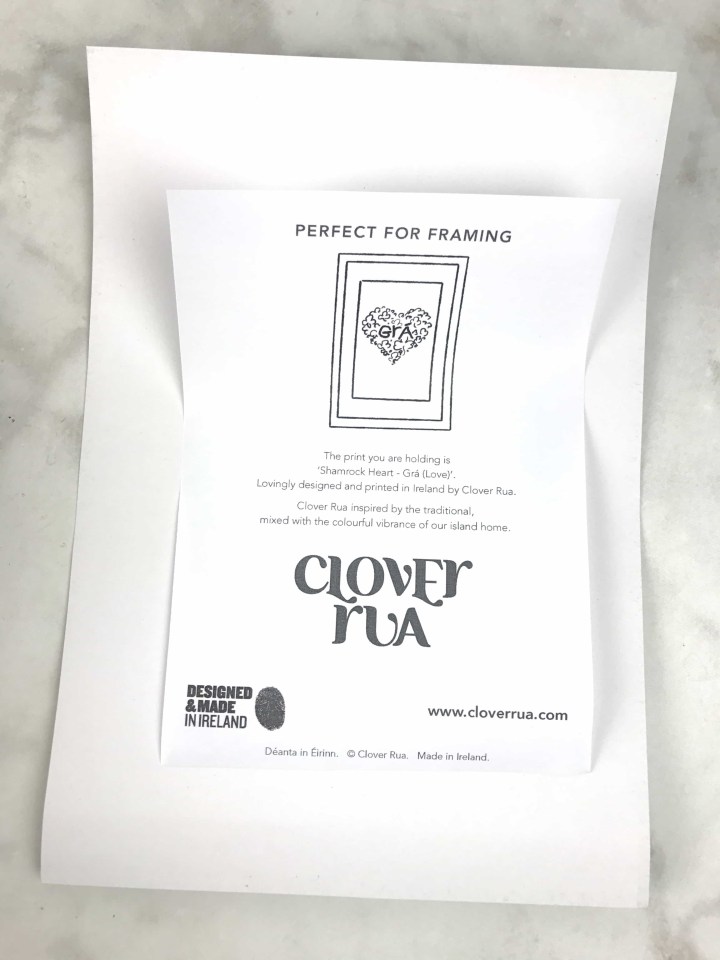 PERFECT FOR FRAMING
Grá
The print you are holding is
‘Shamrock Heart - Grá (Love)’.
Lovingly designed and printed in Ireland by Clover Rua.
Clover Rua inspired by the traditional,
mixed with the colourful vibrance of our island home.
CLOVEr
rUA
DESIGNED
&MADE
IN IRELAND
www.cloverrua.com
Déanta in Éirinn. © Clover Rua. Made in Ireland.